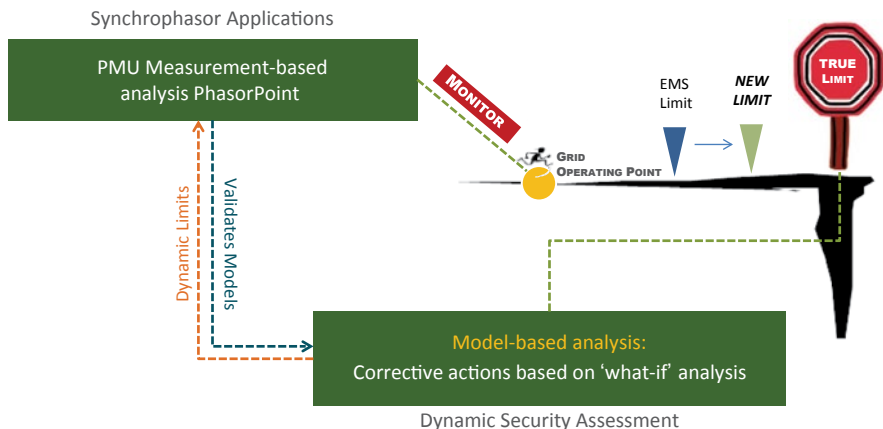 Synchrophasor Applications
PMU Measurement-based
analysis PhasorPoint
MONITOR
GRID
OPERATING POINT
EMS
Limit
NEW
LIMIT
TRUE
LIMIT
Dynamic Limits
Validates Models
Model-based analysis:
Corrective actions based on ‘what-if’ analysis
Dynamic Security Assessment